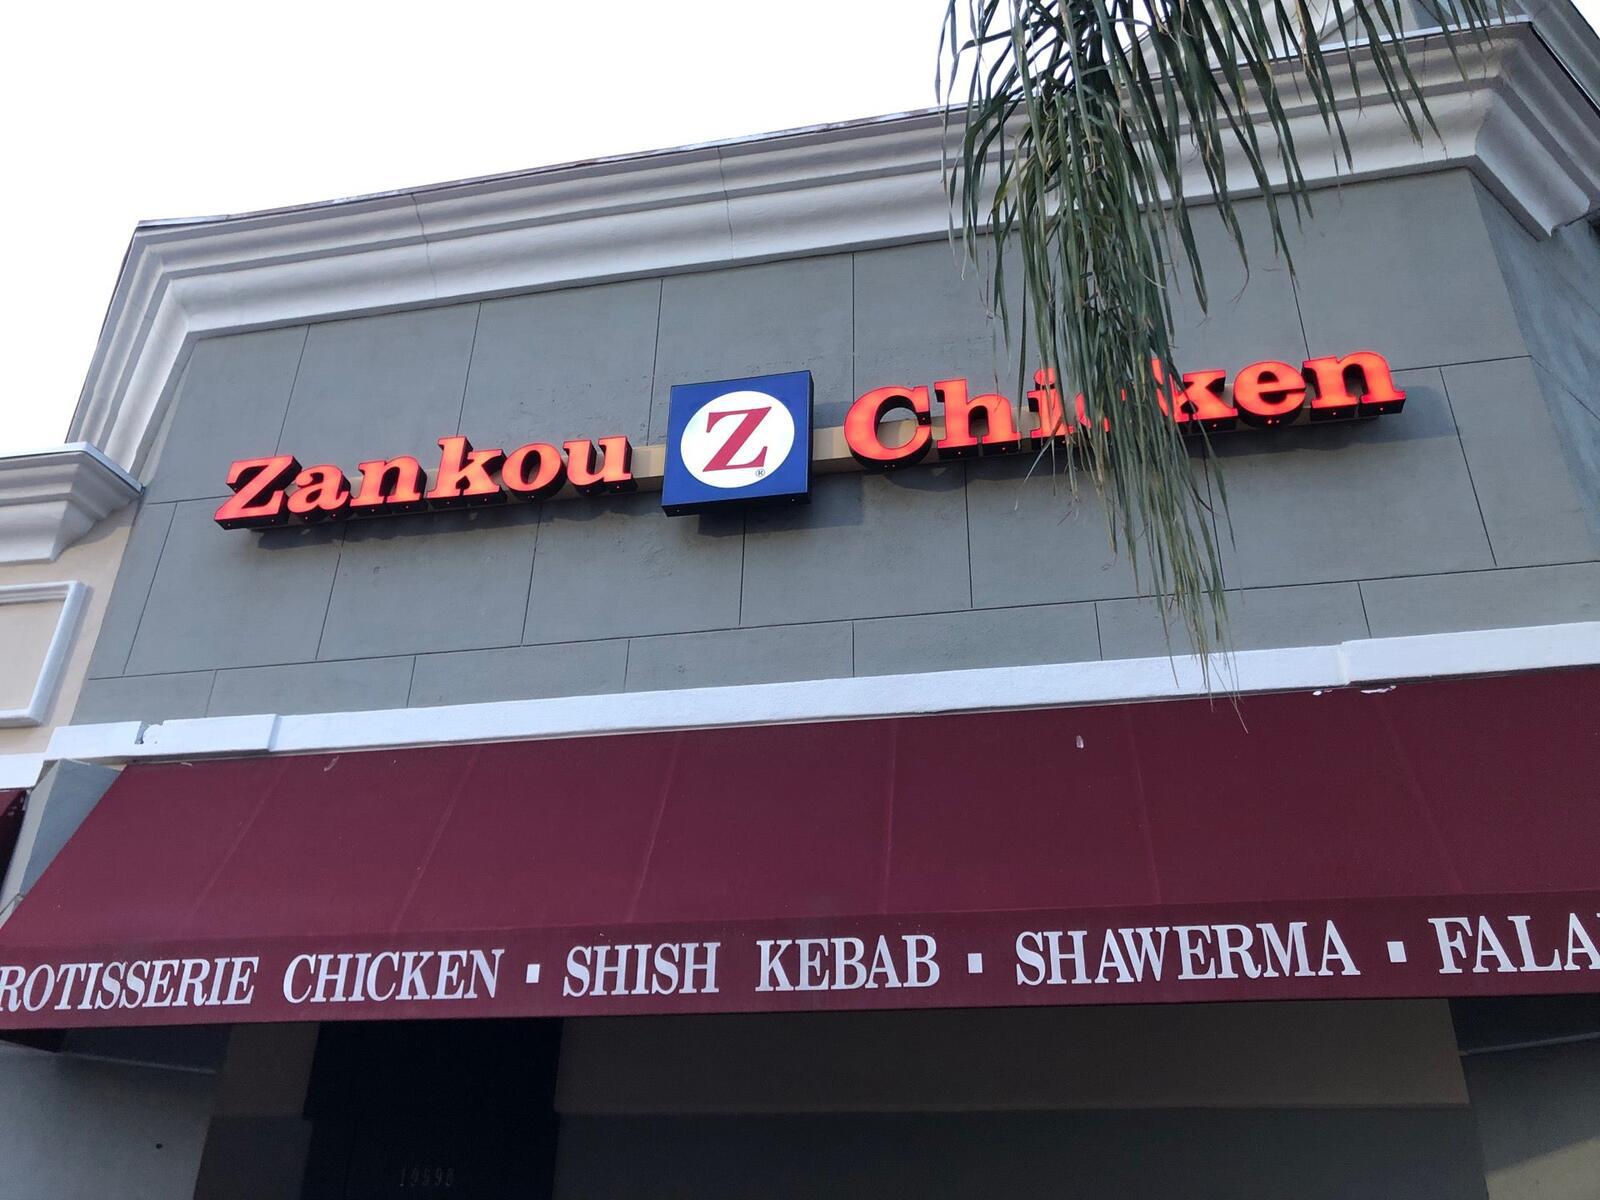 Zankou Z® Chicken
ROTISSERIE CHICKEN ▪ SHISH KEBAB ▪ SHAWERMA ▪ FALA